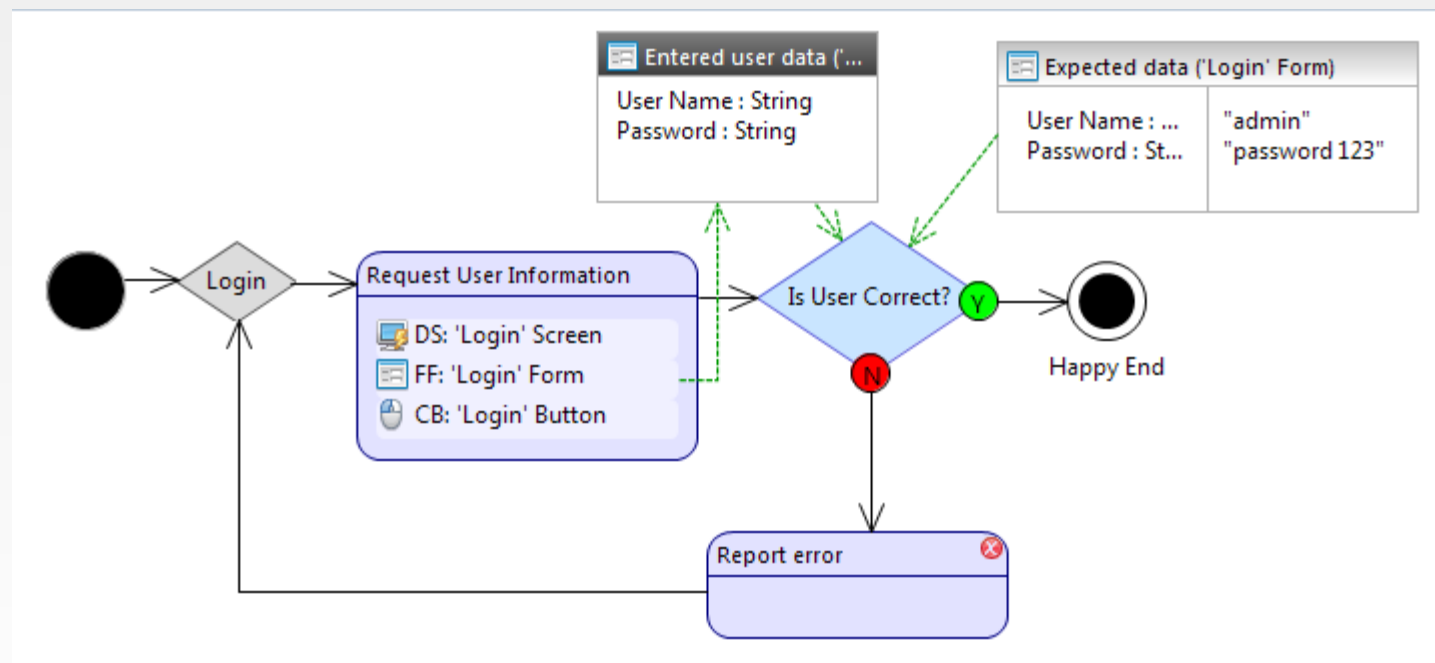 Entered user data ('...
User Name : String
Password : String
Expected data ('Login' Form)
User Name : ... "admin"
Password : St... "password 123"
Login
Request User Information
DS: 'Login' Screen
FF: 'Login' Form
CB: 'Login' Button
Is User Correct?
Y
N
Happy End
Report error